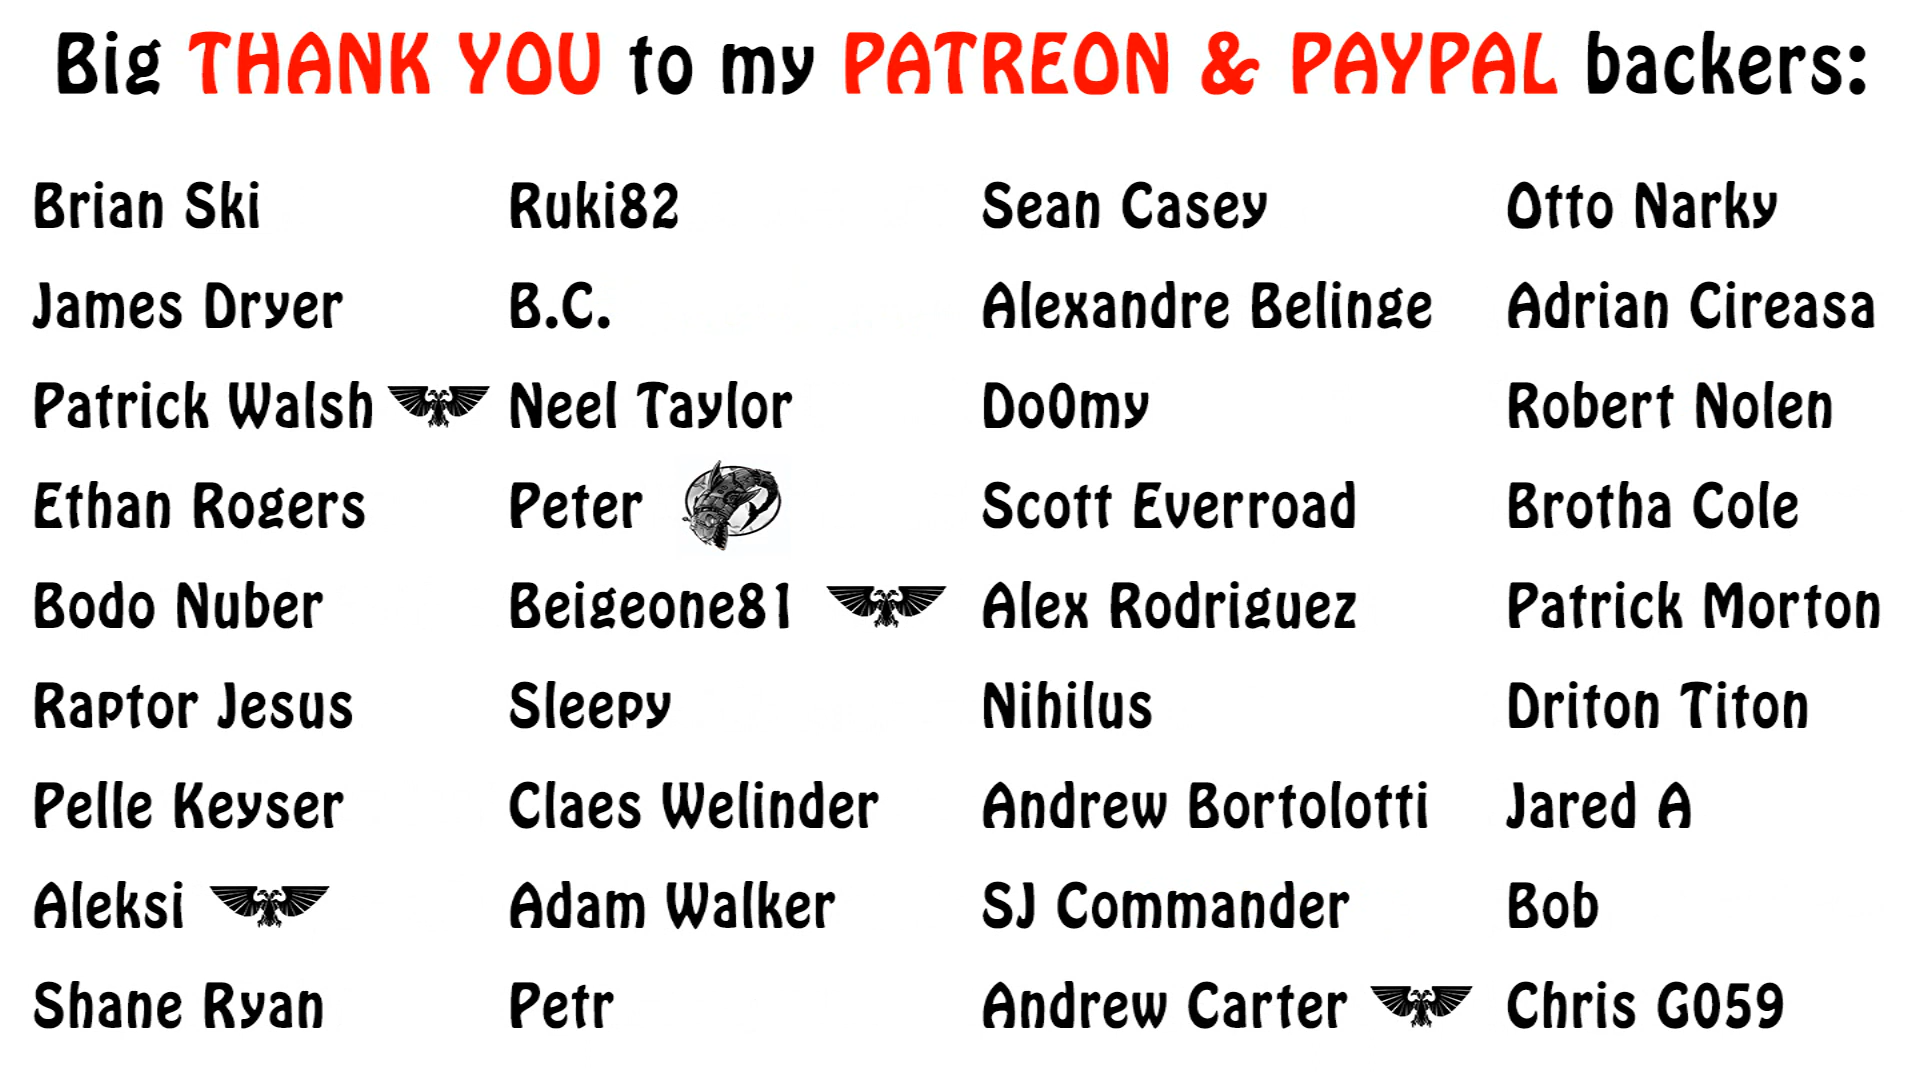 Big THANK YOU to my PATREON & PAYPAL backers:
Brian Ski
James Dryer
Patrick Walsh
Ethan Rogers
Bodo Nuber
Raptor Jesus
Pelle Keyser
Aleksi
Shane Ryan
Ruki82
B.C.
Neel Taylor
Peter
Beigeone81
Sleepy
Claes Welinder
Adam Walker
Petr
Sean Casey
Alexandre Belinge
Do0my
Scott Everroad
Alex Rodriguez
Nihilus
Andrew Bortolotti
SJ Commander
Andrew Carter
Otto Narky
Adrian Cireasa
Robert Nolen
Brotha Cole
Patrick Morton
Driton Titon
Jared A
Bob
Chris G059